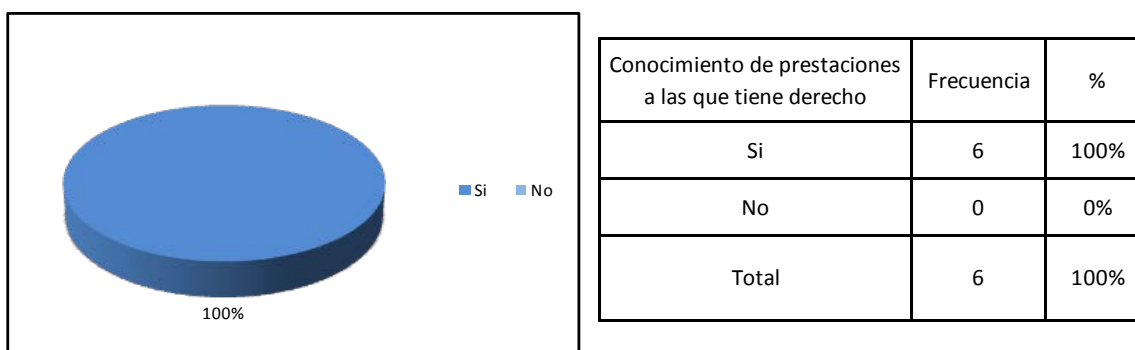 Si No
100%
Conocimiento de prestaciones
a las que tiene derecho
Frecuencia
%
Si 6 100%
No 0 0%
Total 6 100%